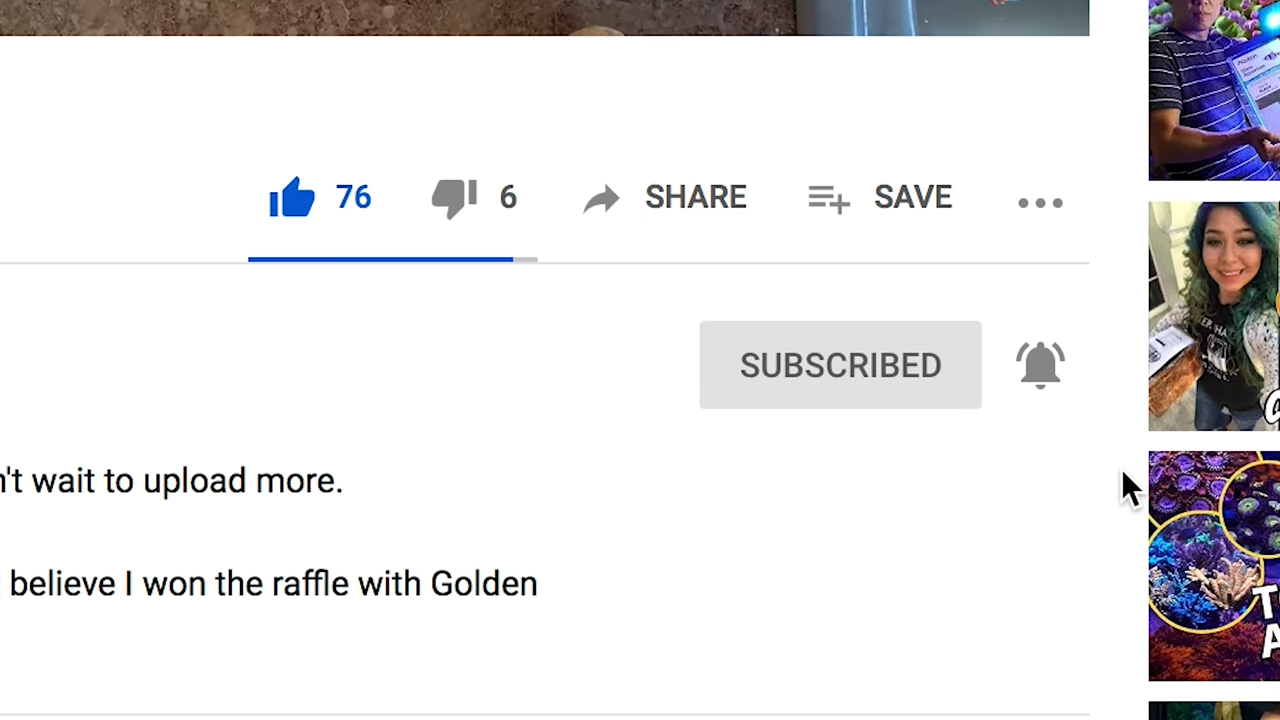 76
6
SHARE
SAVE
SUBSCRIBED
n't wait to upload more.
believe I won the raffle with Golden